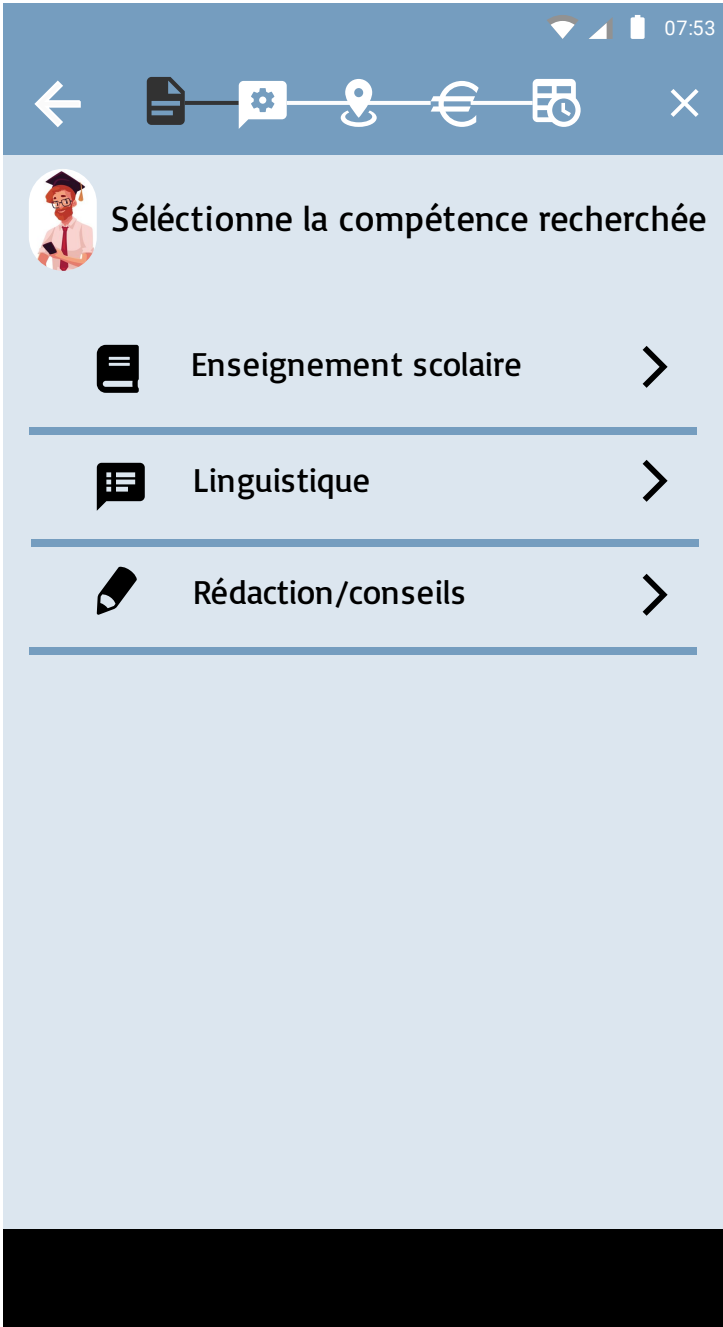 07:53
Séléctionne la compétence recherchée
Enseignement scolaire
Linguistique
Rédaction/conseils